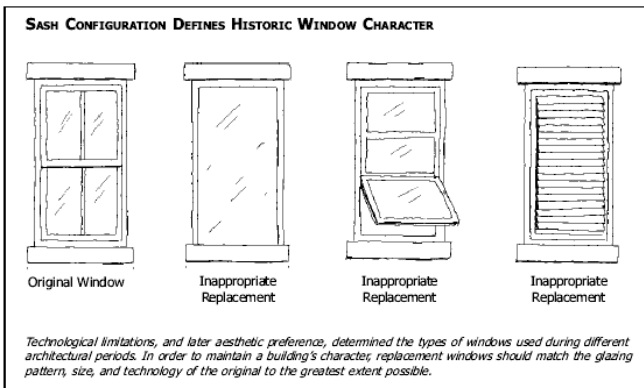 SASH CONFIGURATION DEFINES HISTORIC WINDOW CHARACTER
Original Window
Inappropriate
Replacement
Inappropriate
Replacement
Inappropriate
Replacement
Technological limitations, and later aesthetic preference, determined the types of windows used during different
architectural periods. In order to maintain a building's character, replacement windows should match the glazing
pattern, size, and technology of the original to the greatest extent possible.